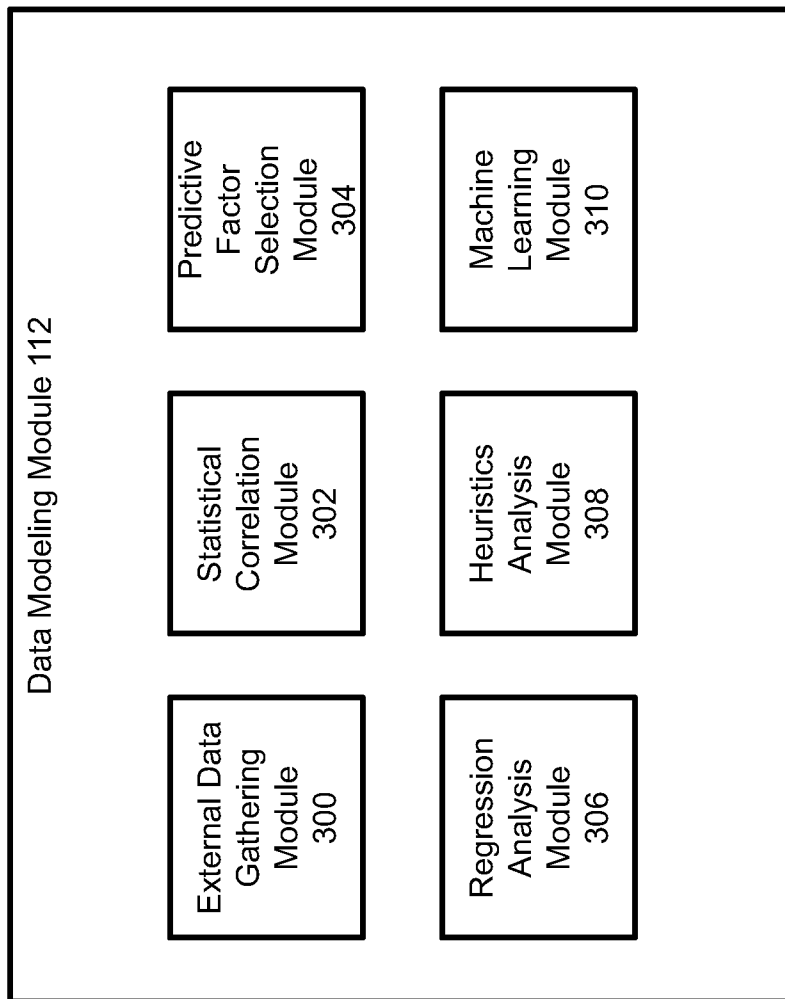 Data Modeling Module 112
External Data
Gathering
Module
300
Statistical
Correlation
Module
302
Predictive
Factor
Selection
Module
304
Regression
Analysis
Module
306
Heuristics
Analysis
Module
308
Machine
Learning
Module
310